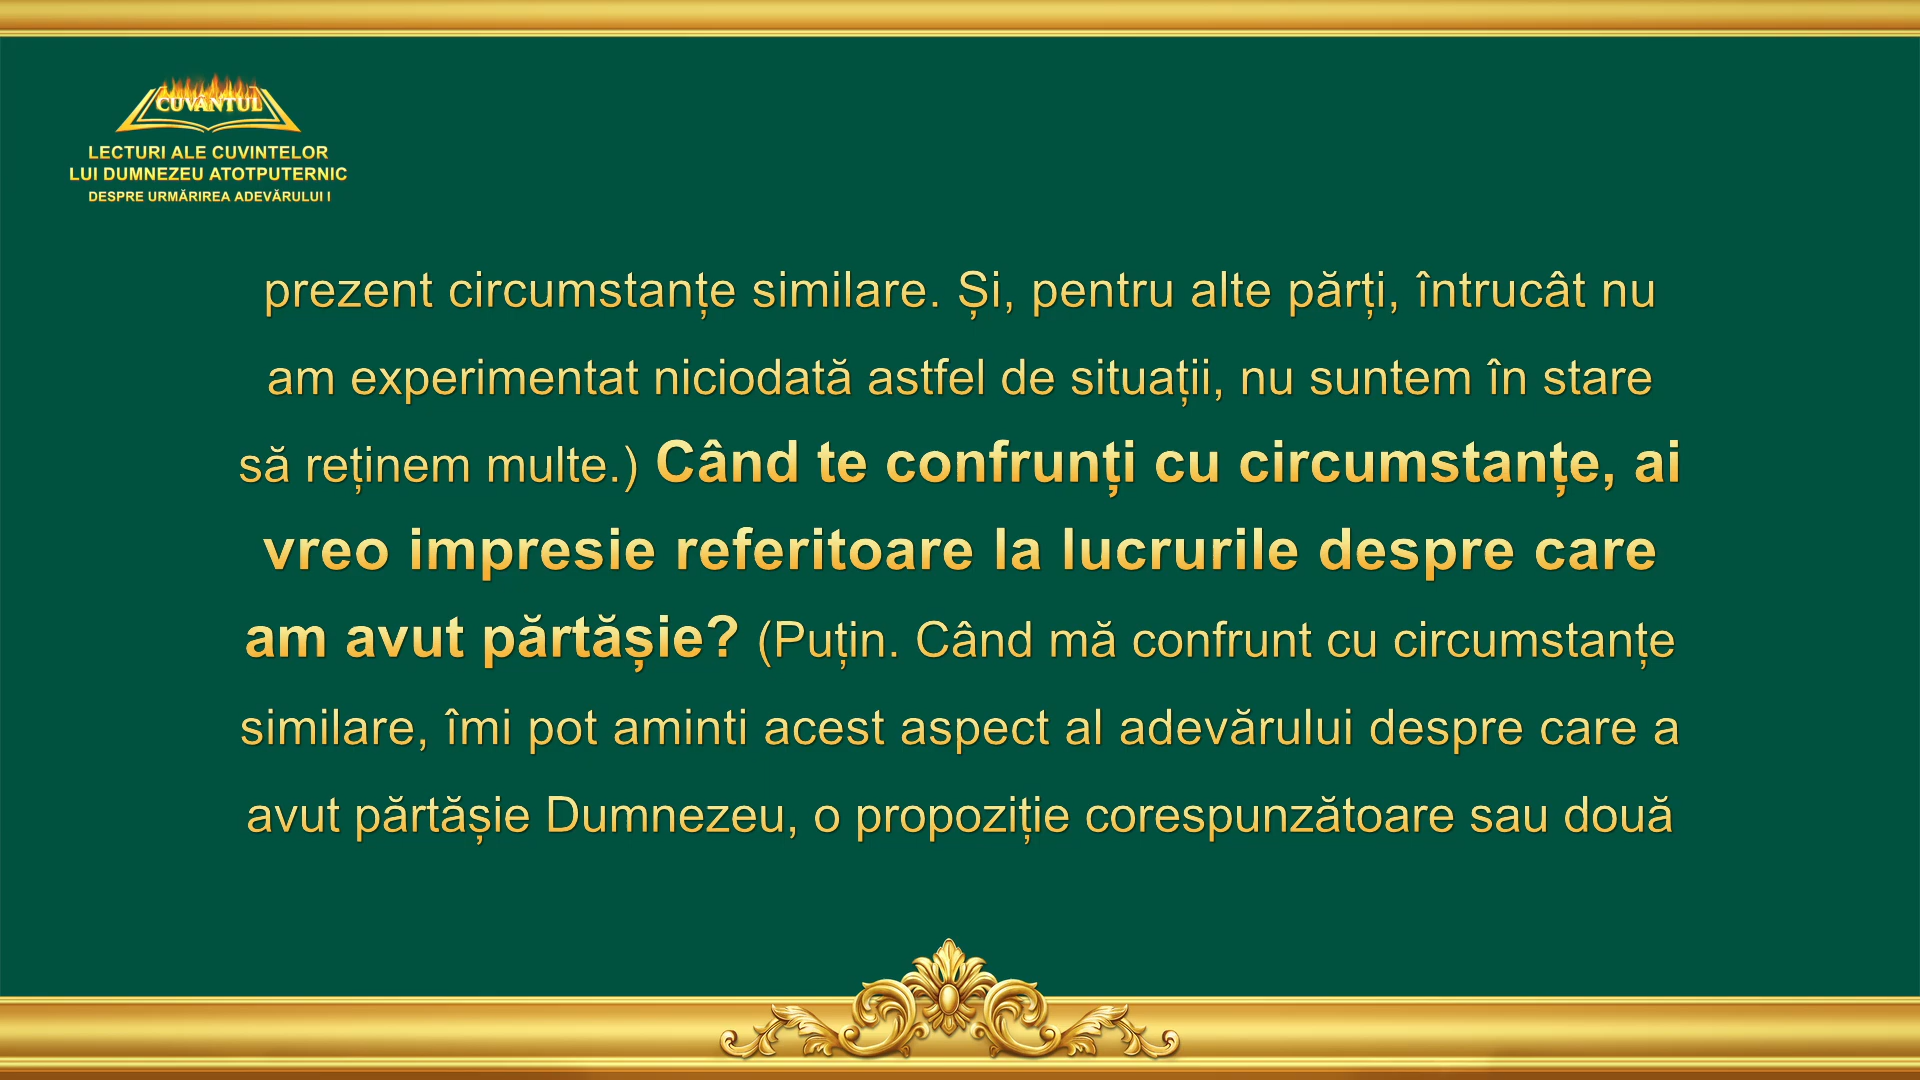 CUVÂNTUL
LECTURI ALE CUVINTELOR
LUI DUMNEZEU ATOTPUTERNIC
DESPRE URMĂRIREA ADEVĂRULUI I
prezent circumstanțe similare. Și, pentru alte părți, întrucât nu
am experimentat niciodată astfel de situații, nu suntem în stare
să reținem multe.) Când te confrunți cu circumstanțe, ai
vreo impresie referitoare la lucrurile despre care
am avut părtășie? (Puțin. Când mă confrunt cu circumstanțe
similare, îmi pot aminti acest aspect al adevărului despre care a
avut părtășie Dumnezeu, o propoziție corespunzătoare sau două